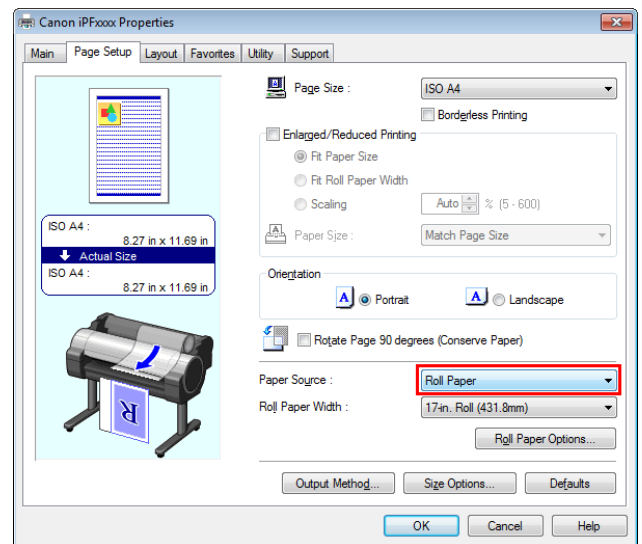 Canon iPFxxxx Properties
Main Page Setup Layout Favorites Utility Support
Page Size : ISO A4
Borderless Printing
Enlarged/Reduced Printing
Fit Paper Size
Fit Roll Paper Width
Scaling Auto % (5 - 600)
Paper Size : Match Page Size
ISO A4 :
8.27 in x 11.69 in
Actual Size
ISO A4 :
8.27 in x 11.69 in
Orientation
A Portrait A Landscape
Rotate Page 90 degrees (Conserve Paper)
Paper Source : Roll Paper
Roll Paper Width : 17-in. Roll (431.8mm)
Roll Paper Options...
R
Output Method... Size Options... Defaults
OK Cancel Help